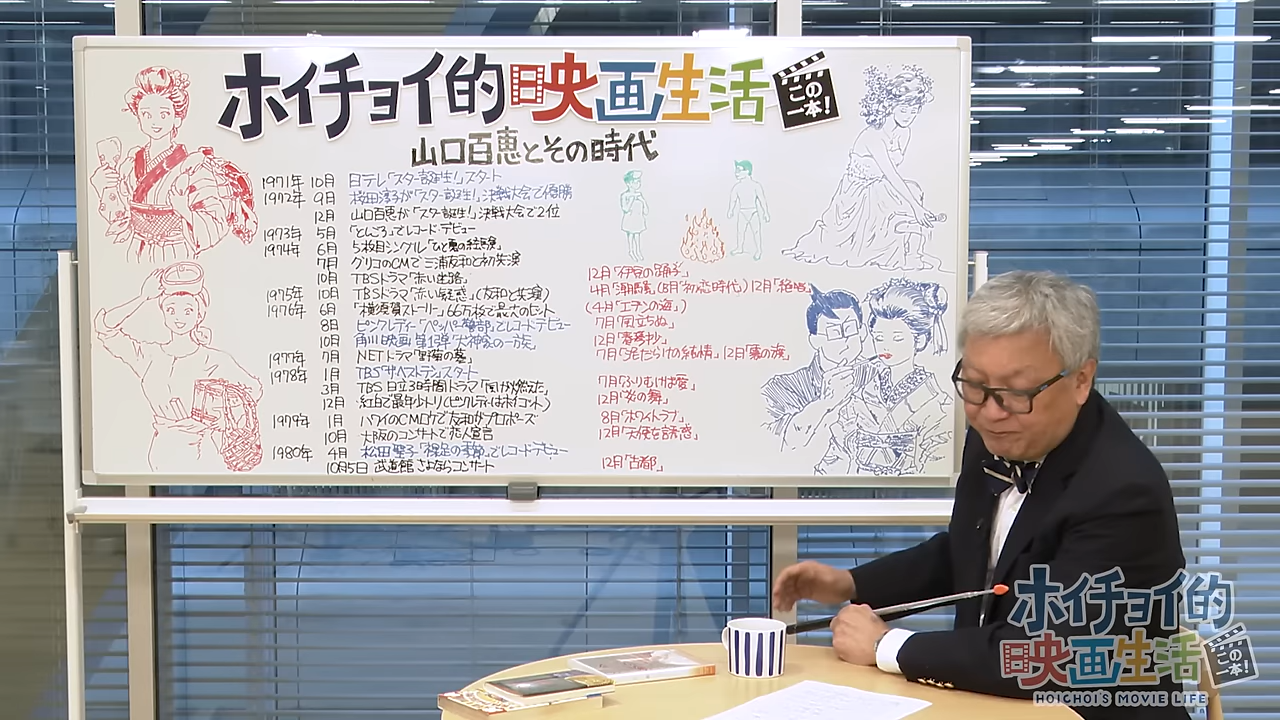 ホイチョイ的映画生活 この一本!
山口百恵とその時代
1971年 10月 日テレ「スター誕生!」スタート
1972年 9月 桜田淳子が「スター誕生!」決戦大会で優勝
12月 山口百恵が「スター誕生!」決戦大会で2位
1973年 5月 「としごろ」でレコードデビュー
1974年 6月 5枚目シングル「ひと夏の経験」
7月 グリコのCMで三浦友和と初共演
10月 TBSドラマ「赤い迷路」 12月「伊豆の踊子」
1975年 10月 TBSドラマ「赤い疑惑」(友和と共演) 4月「潮騒」(8月「初恋時代」) 12月「絶唱」
1976年 6月 「横須賀ストーリー」66万枚で最大のヒット (4月「エデンの海」)
8月 ピンクレディー「ペッパー警部」でレコードデビュー 7月「風立ちぬ」
10月 角川映画 第1弾「犬神家の一族」 12月「春琴抄」
1977年 7月 NETドラマ「野菊の墓」 7月「泥だらけの純情」 12月「霧の旗」
1978年 1月 TBS「ザベストテン」スタート
3月 TBS 日立3時間ドラマ「風が燃えた」 7月「ふりむけば愛」
12月 紅白で最年少トリ(ピンクレディはボイコット) 12月「炎の舞」
1979年 1月 ハワイのCMロケで友和がプロポーズ 8月「ホワイトラブ」
10月 大阪のコンサートで恋人宣言 12月「天使を誘惑」
1980年 4月 松田聖子「裸足の季節」でレコードデビュー
10月5日 武道館 さよならコンサート 12月「古都」
ホイチョイ的
映画生活 この一本!
HOICHOI'S MOVIE LIFE